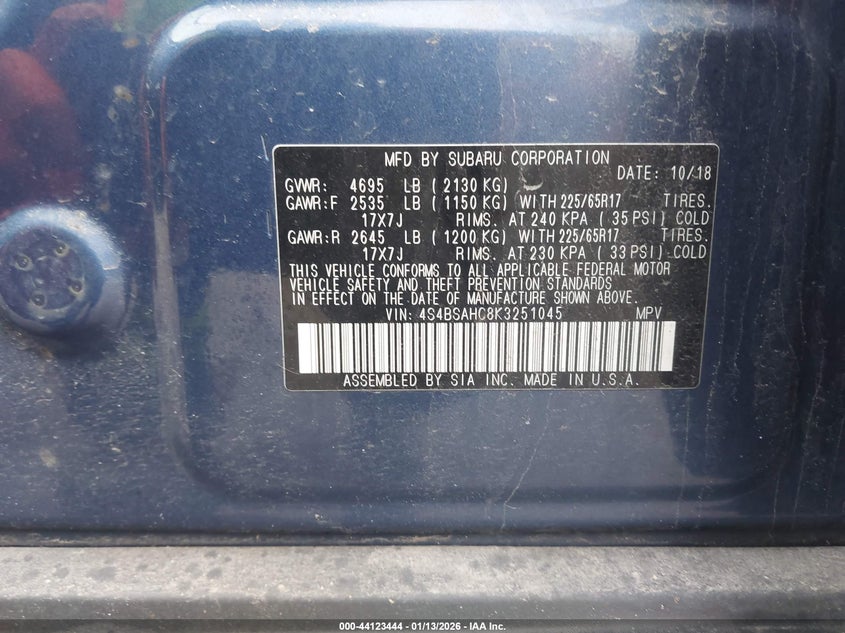 MFD BY SUBARU CORPORATION
DATE: 10/18
GVWR: 4695 LB (2130 KG)
GAWR:F 2535 LB (1150 KG) WITH 225/65R17 TIRES.
17X7J RIMS. AT 240 KPA (35 PSI) COLD
GAWR:R 2645 LB (1200 KG) WITH 225/65R17 TIRES.
17X7J RIMS. AT 230 KPA (33 PSI) COLD
THIS VEHICLE CONFORMS TO ALL APPLICABLE FEDERAL MOTOR
VEHICLE SAFETY AND THEFT PREVENTION STANDARDS
IN EFFECT ON THE DATE OF MANUFACTURE SHOWN ABOVE.
VIN: 4S4BSAHC8K3251045 MPV
ASSEMBLED BY SIA INC. MADE IN U.S.A.
000-44123444 - 01/13/2026 - IAA Inc.